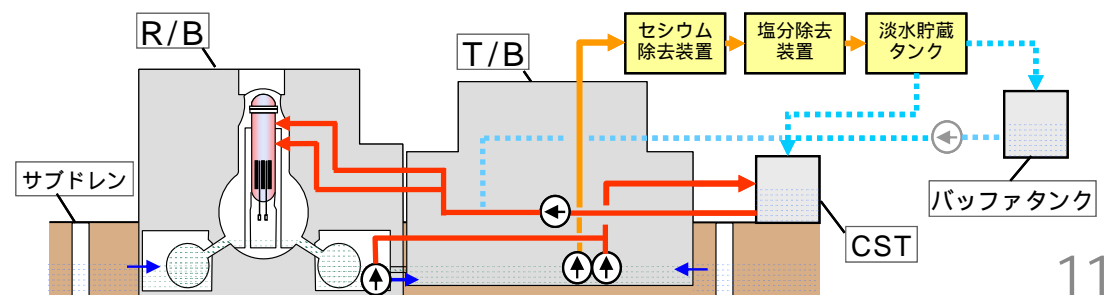 R/B
T/B
セシウム
除去装置
塩分除去
装置
淡水貯蔵
タンク
サブドレン
バッファタンク
CST
11